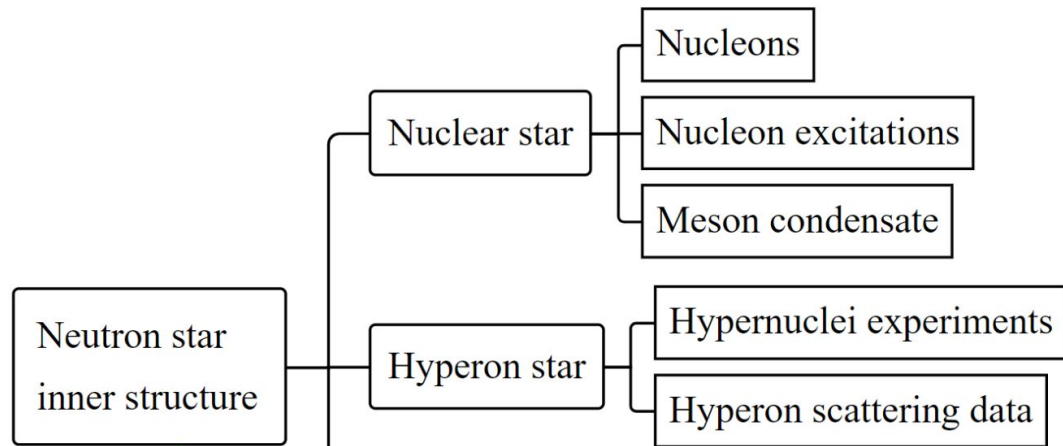 Nucleons
Nuclear star
Nucleon excitations
Meson condensate
Neutron star
inner structure
Hyperon star
Hypernuclei experiments
Hyperon scattering data